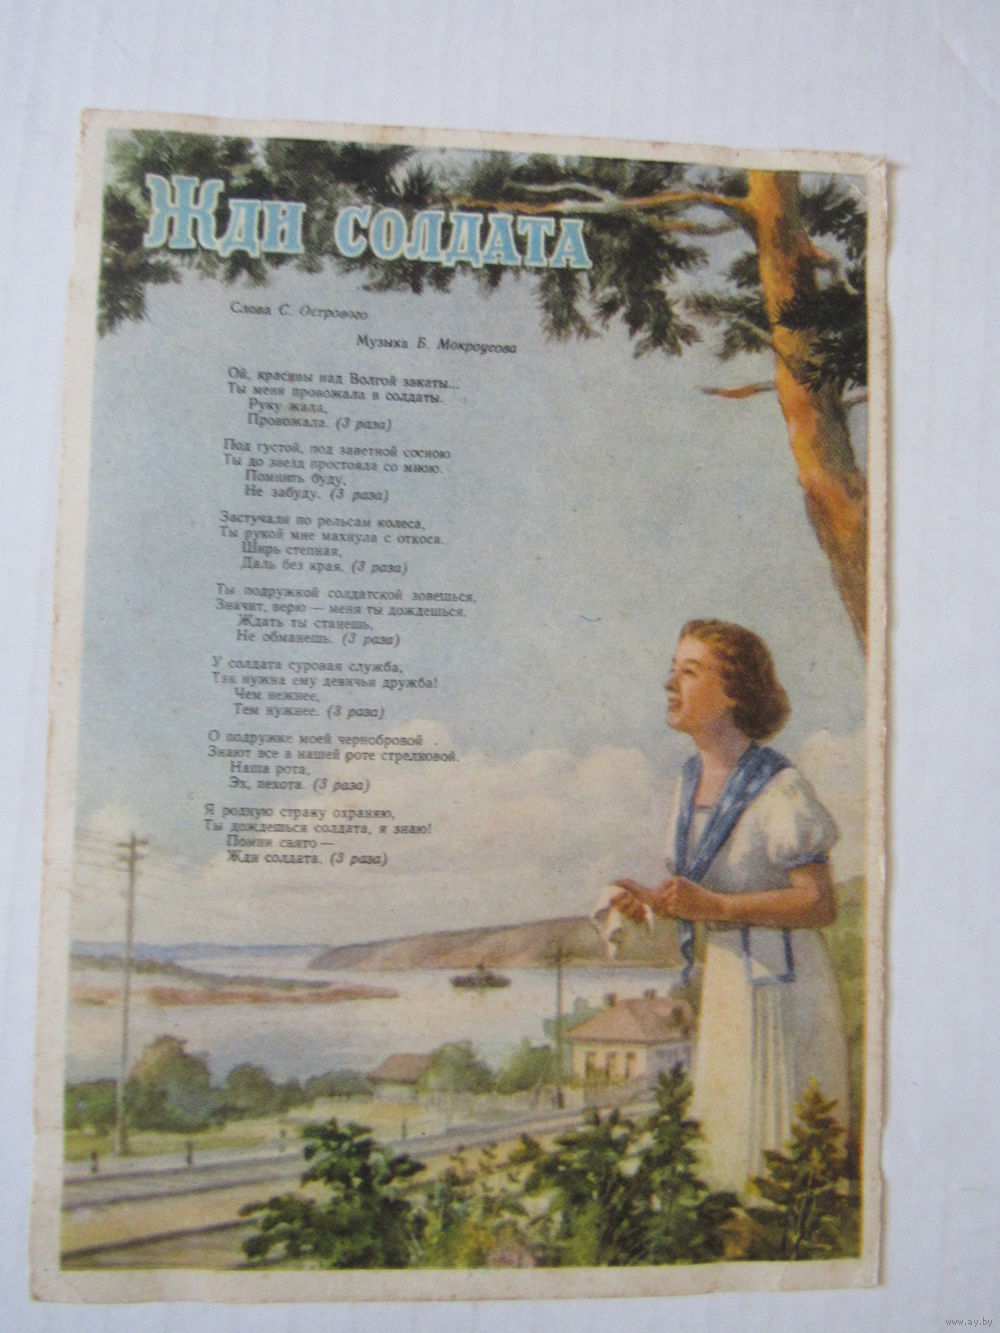 Жди солдата
Слова С. Острового
Музыка Б. Мокроусова
Ой, красивы над Волгой закаты...
Ты меня провожала в солдаты.
Руку жала,
Провожала. (3 раза)
Под густой, под заветной сосною
Ты до звезд простояла со мною.
Помнить буду,
Не забуду. (3 раза)
Застучали по рельсам колеса,
Ты рукой мне махнула с откоса.
Ширь степная,
Даль без края. (3 раза)
Ты подружкой солдатской зовешься,
Значит, верю — меня ты дождешься.
Ждать ты станешь,
Не обманешь. (3 раза)
У солдата суровая служба,
Так нужна ему девичья дружба!
Чем нежнее,
Тем нужнее. (3 раза)
О подружке моей чернобровой
Знают все в нашей роте стрелковой.
Наша рота,
Эх, пехота. (3 раза)
Я родную страну охраняю,
Ты дождешься солдата, я знаю!
Помни свято —
Жди солдата. (3 раза)
www.ay.by